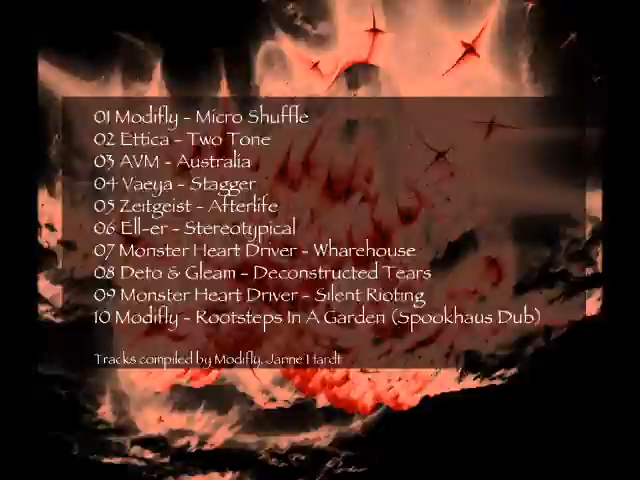 01 Modifly - Micro Shuffle
02 Ettica - Two Tone
03 AVM - Australia
04 Vaeya - Stagger
05 Zeitgeist - Afterlife
06 Ell-er - Stereotypical
07 Monster Heart Driver - Wharehouse
08 Deto & Gleam - Deconstructed Tears
09 Monster Heart Driver - Silent Rioting
10 Modifly - Rootsteps In A Garden (Spookhaus Dub)
Tracks compiled by Modifly, Janne Hardt